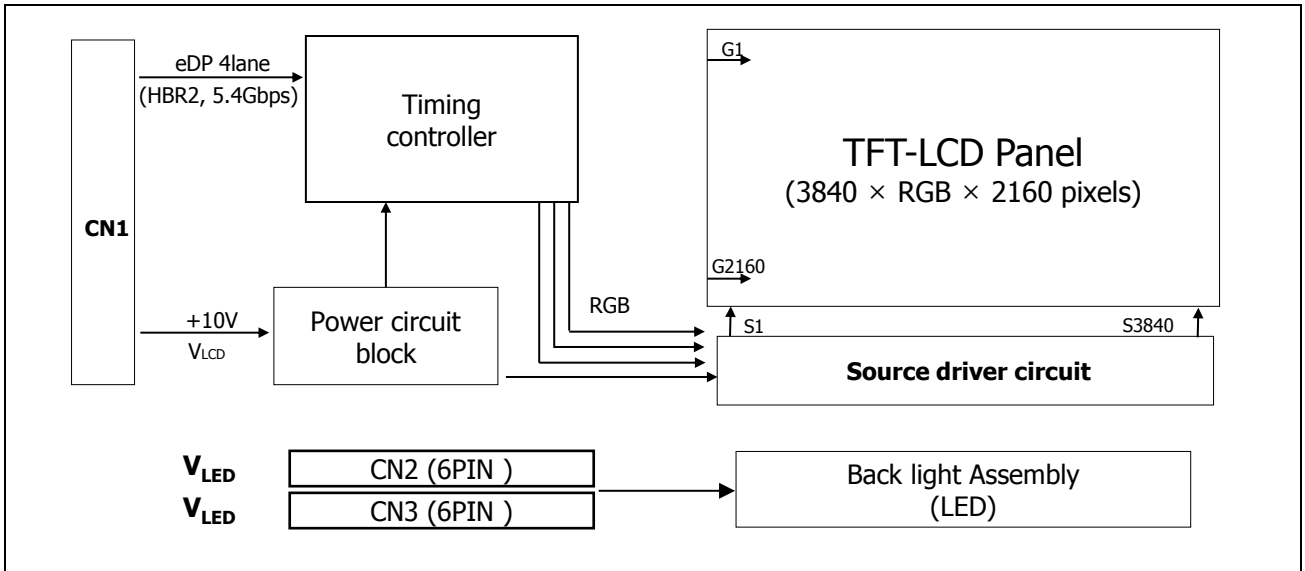 CN1
eDP 4lane
(HBR2, 5.4Gbps)
Timing
controller
+10V
VLCD
Power circuit
block
RGB
G1
TFT-LCD Panel
(3840 × RGB × 2160 pixels)
G2160
S1
S3840
Source driver circuit
VLED
CN2 (6PIN )
VLED
CN3 (6PIN )
Back light Assembly
(LED)